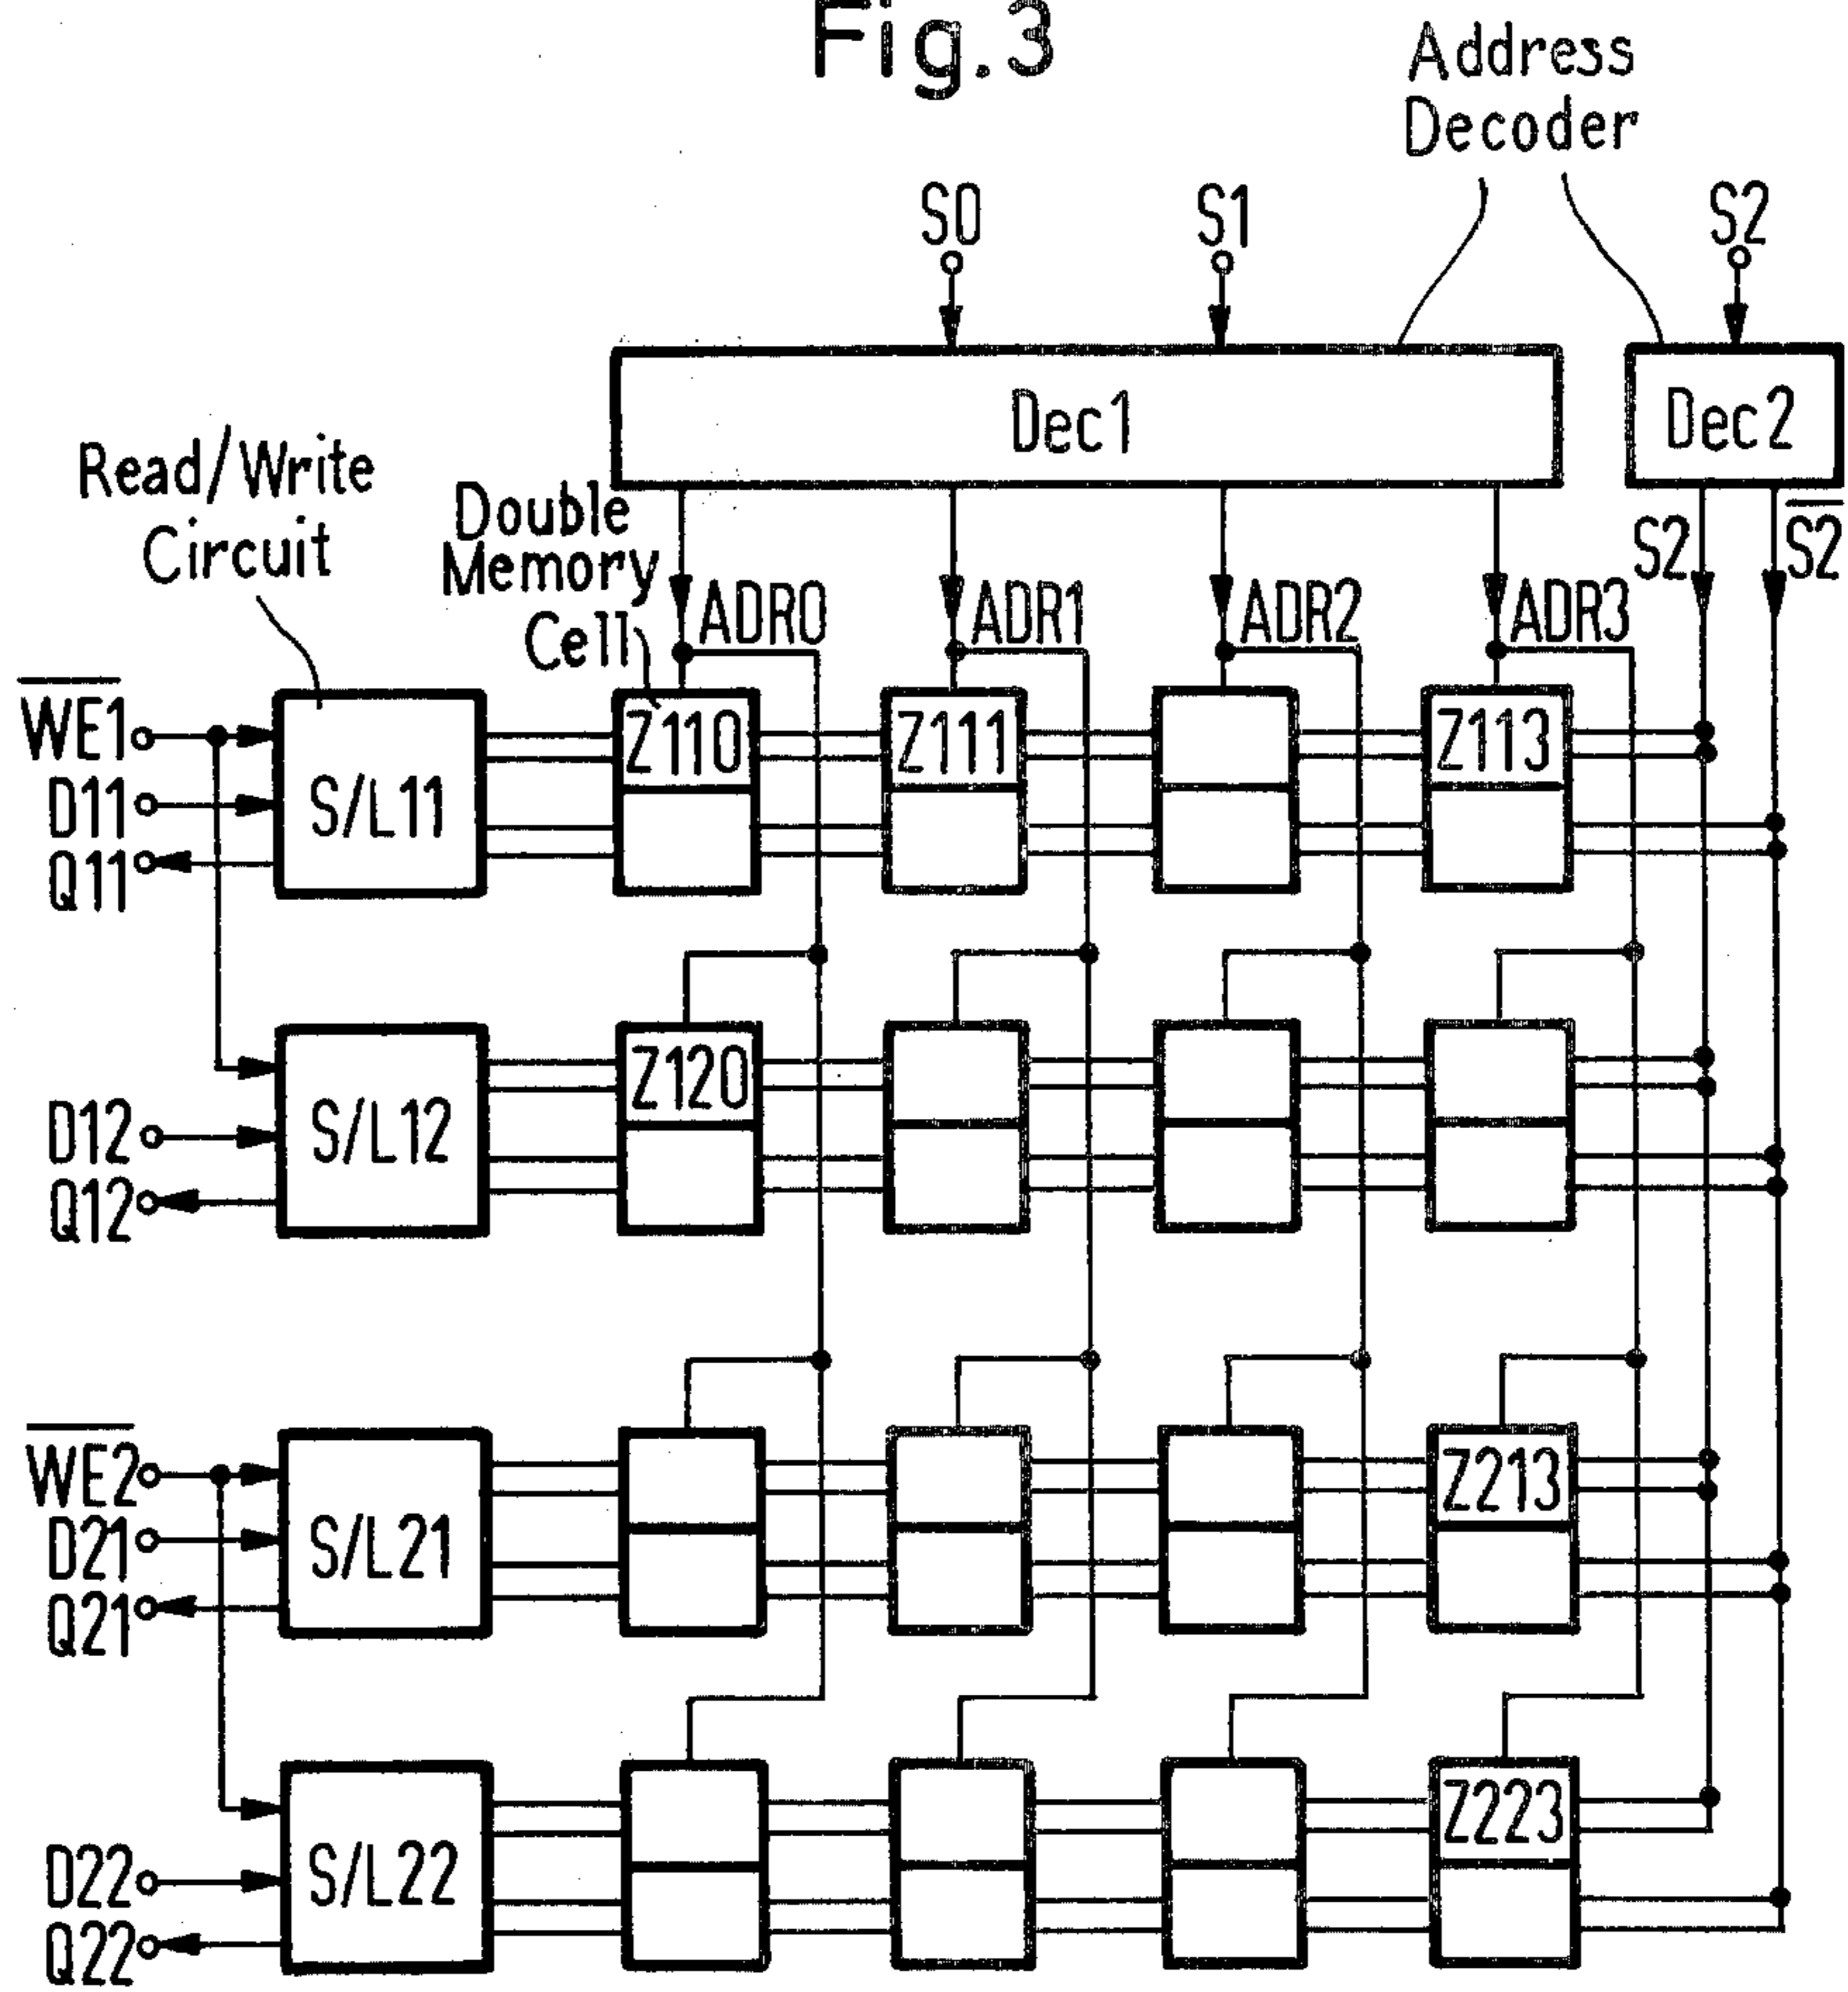 Fig.3
Address
Decoder
S0
S1
S2
Dec1
Dec2
Read/Write
Circuit
Double
Memory
Cell
ADR0
ADR1
ADR2
ADR3
S2
S̅2̅
W̅E̅1̅
D11
Q11
S/L11
Z110
Z111
Z113
D12
Q12
S/L12
Z120
W̅E̅2̅
D21
Q21
S/L21
Z213
D22
Q22
S/L22
Z223